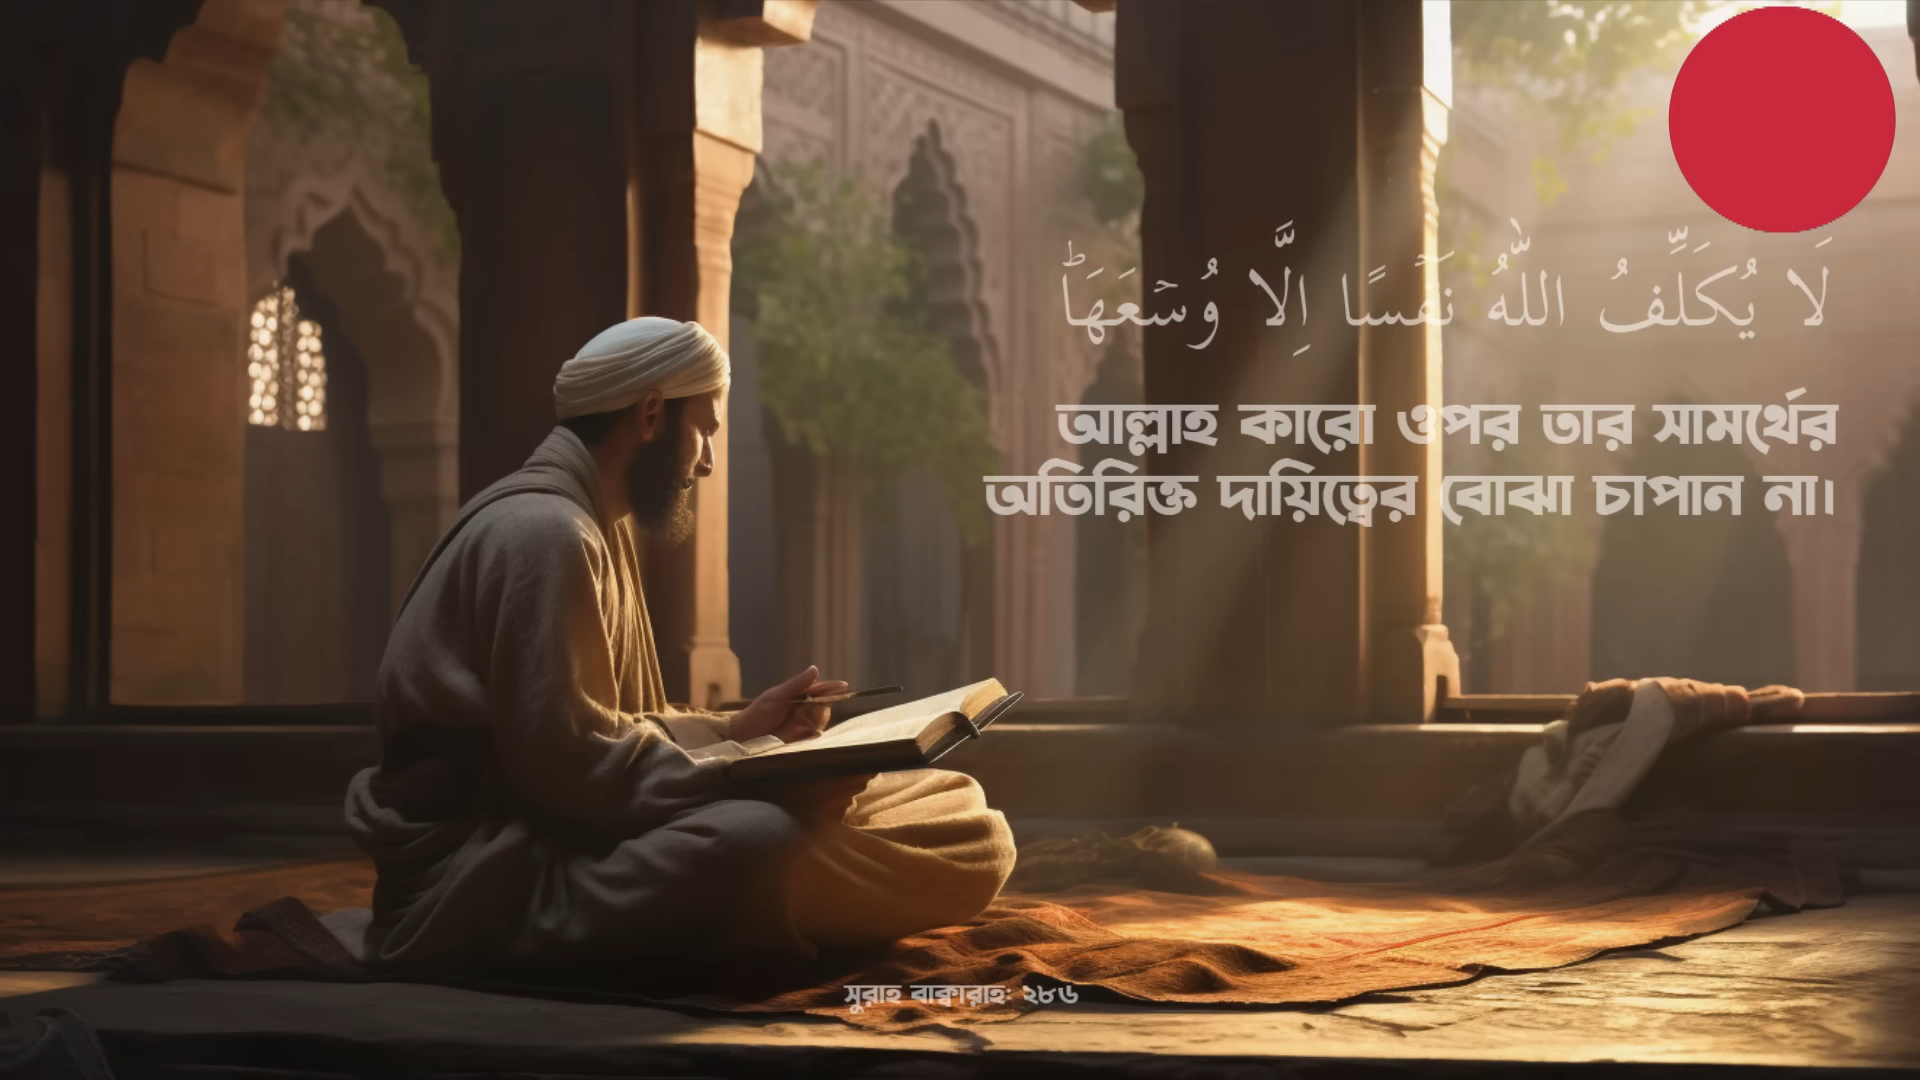 لَا يُكَلِّفُ اللّٰهُ نَفْسًا اِلَّا وُسْعَهَاؕ
আল্লাহ কারো ওপর তার সামর্থের
অতিরিক্ত দায়িত্বের বোঝা চাপান না।
সুরাহ বাক্বারাহ: ২৮৬